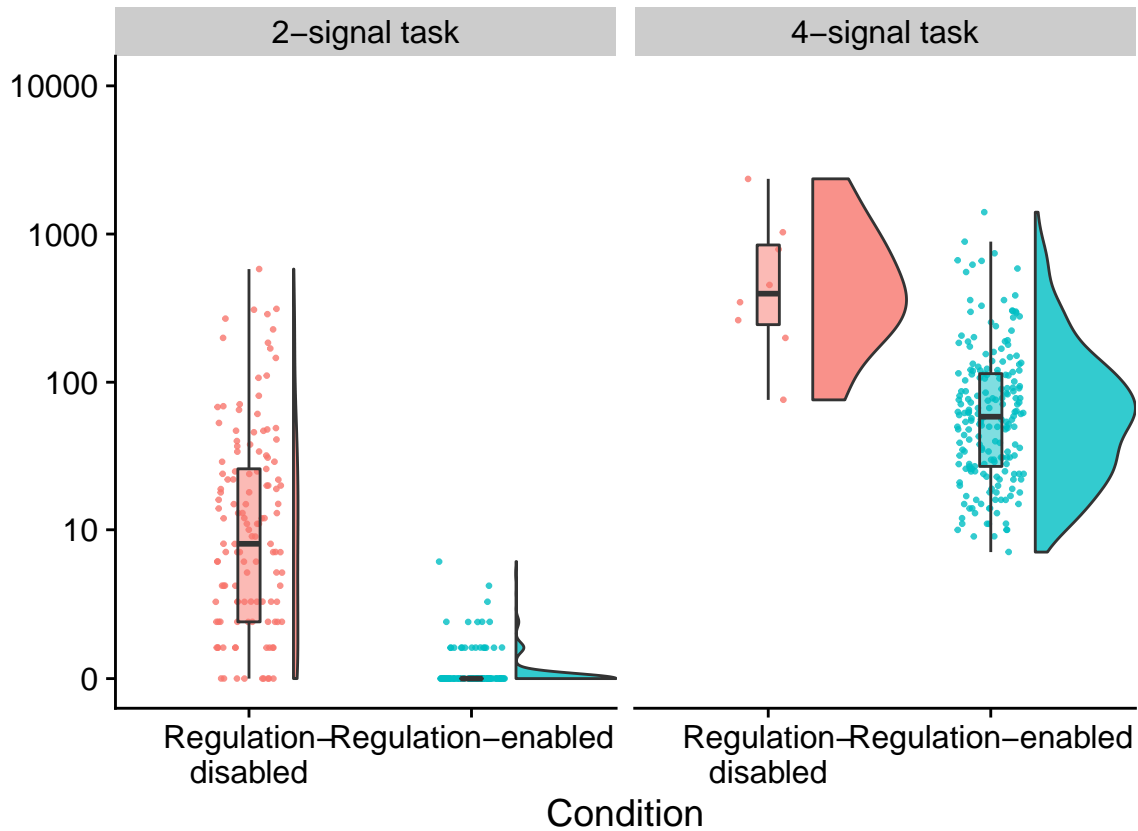 2−signal task
4−signal task
10000
1000
100
10
0
Regulation−
disabled
Regulation−enabled
Regulation−
disabled
Regulation−enabled
Condition